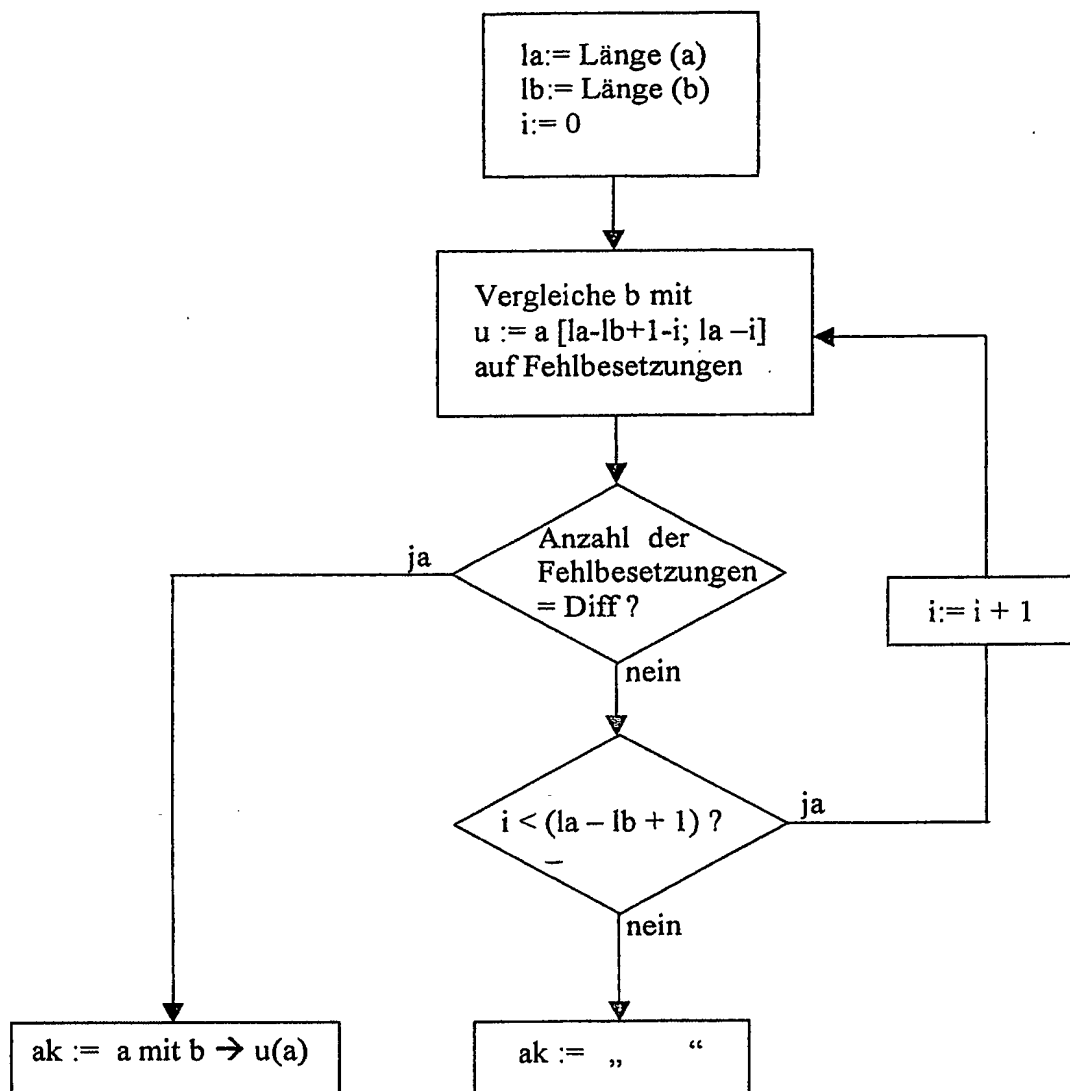 la:= Länge (a)
lb:= Länge (b)
i:= 0
Vergleiche b mit
u := a [la-lb+1-i; la –i]
auf Fehlbesetzungen
ja
Anzahl der
Fehlbesetzungen
= Diff ?
i:= i + 1
nein
i < (la – lb + 1) ?
ja
nein
ak := a mit b → u(a)
ak := „ “